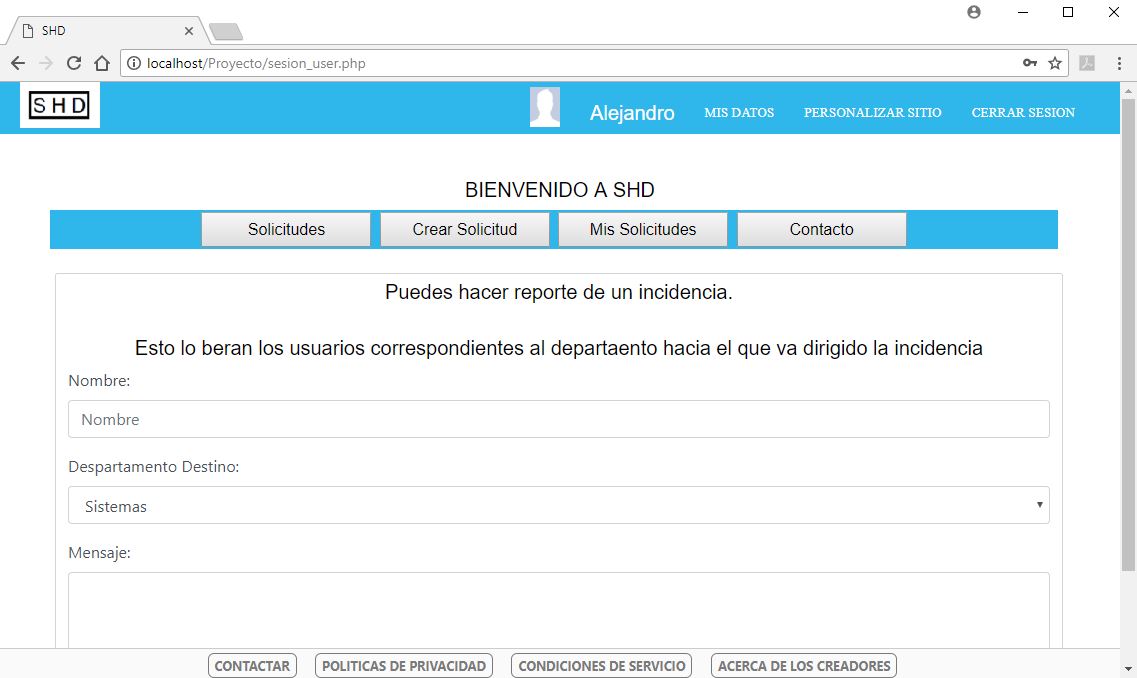 SHD
localhost/Proyecto/sesion_user.php
SHD
Alejandro MIS DATOS PERSONALIZAR SITIO CERRAR SESION
BIENVENIDO A SHD
Solicitudes Crear Solicitud Mis Solicitudes Contacto
Puedes hacer reporte de un incidencia.
Esto lo beran los usuarios correspondientes al departaento hacia el que va dirigido la incidencia
Nombre:
Nombre
Despartamento Destino:
Sistemas
Mensaje:
CONTACTAR POLITICAS DE PRIVACIDAD CONDICIONES DE SERVICIO ACERCA DE LOS CREADORES